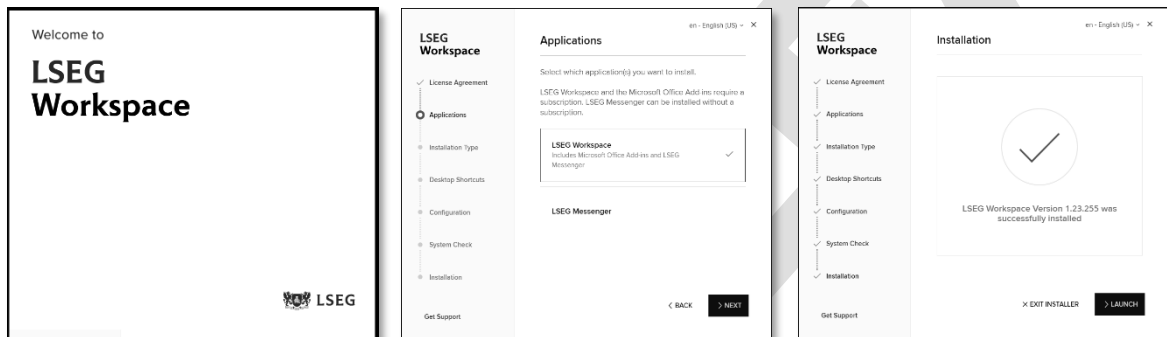 Welcome to
LSEG
Workspace
LSEG
LSEG
Workspace
License Agreement
Applications
Installation Type
Desktop Shortcuts
Configuration
System Check
Installation
Get Support
en - English (US)
Applications
Select which application(s) you want to install.
LSEG Workspace and the Microsoft Office Add-ins require a
subscription. LSEG Messenger can be installed without a
subscription.
LSEG Workspace
Includes Microsoft Office Add-ins and LSEG
Messenger
LSEG Messenger
< BACK
> NEXT
LSEG
Workspace
License Agreement
Applications
Installation Type
Desktop Shortcuts
Configuration
System Check
Installation
Get Support
en - English (US)
Installation
LSEG Workspace Version 1.23.255 was
successfully installed
× EXIT INSTALLER
> LAUNCH